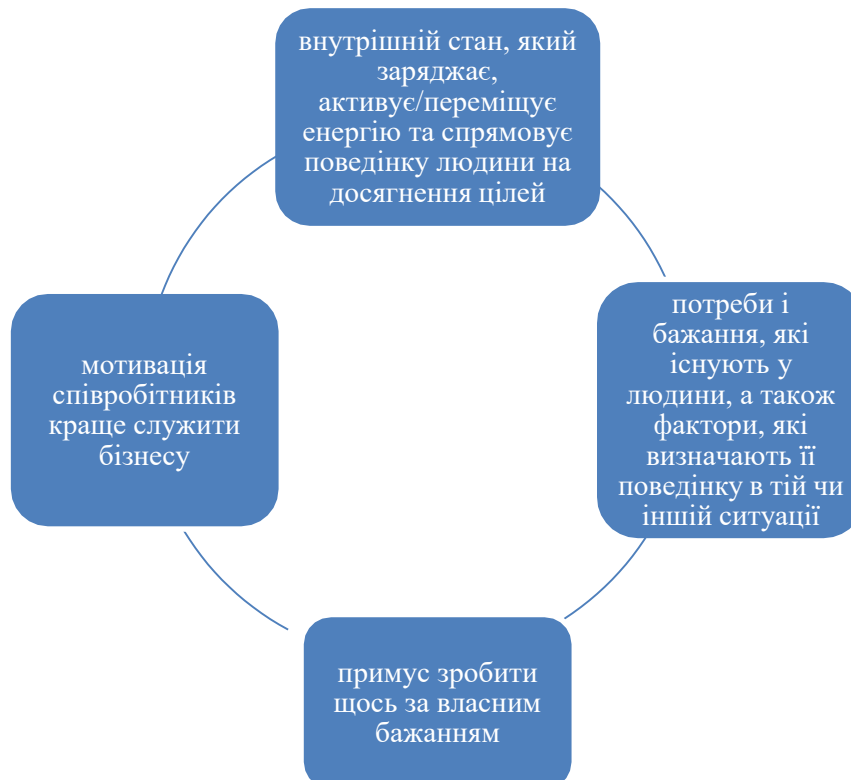 внутрішній стан, який
заряджає,
активує/переміщує
енергію та спрямовує
поведінку людини на
досягнення цілей
потреби і
бажання, які
існують у
людини, а також
фактори, які
визначають її
поведінку в тій чи
іншій ситуації
примус зробити
щось за власним
бажанням
мотивація
співробітників
краще служити
бізнесу